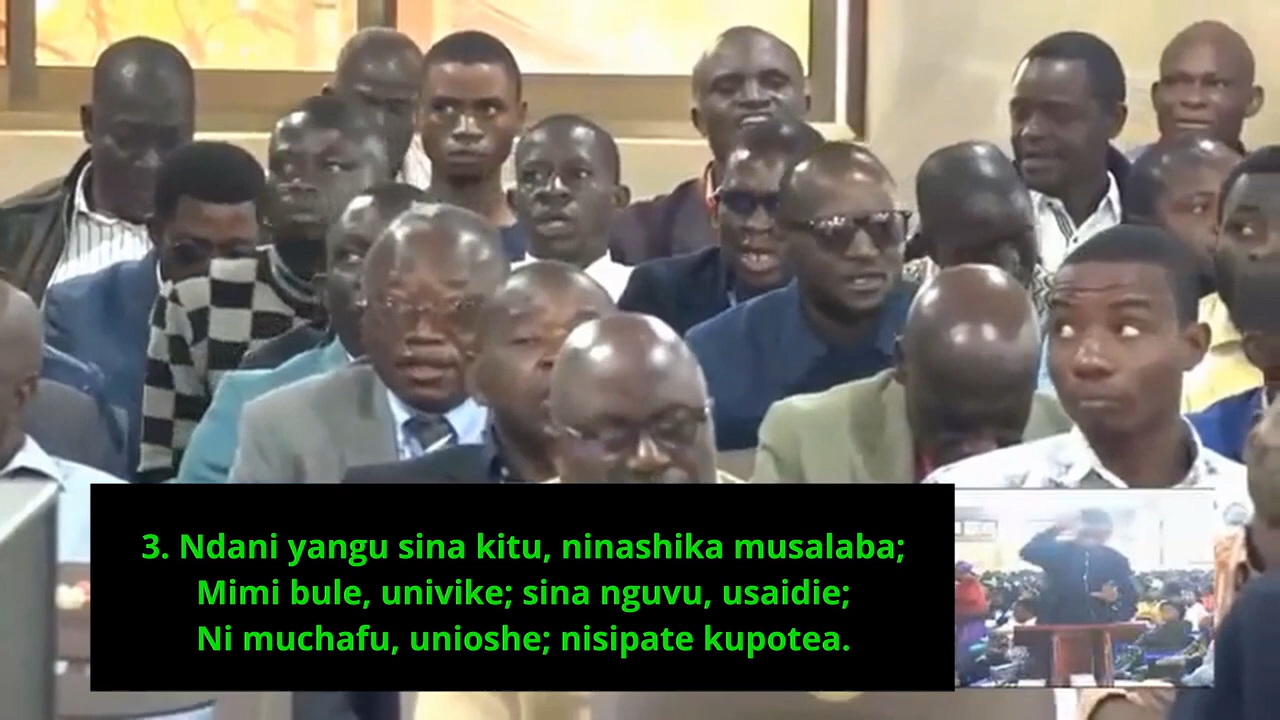 3. Ndani yangu sina kitu, ninashika musalaba;
Mimi bule, univike; sina nguvu, usaidie;
Ni muchafu, unioshe; nisipate kupotea.